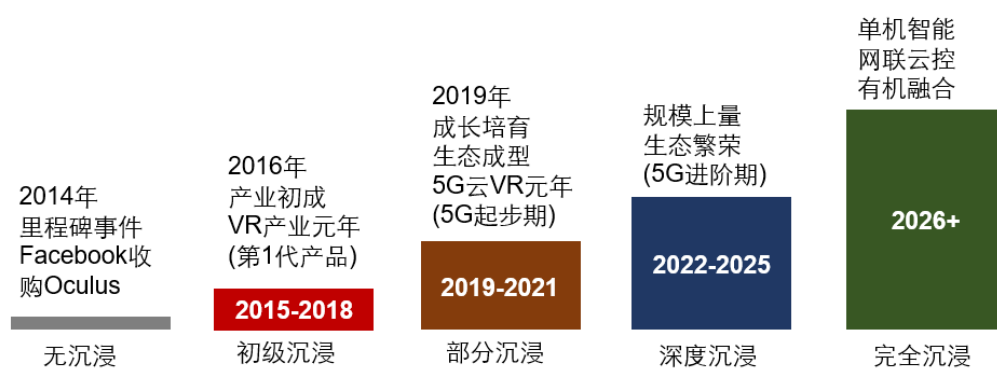 2014年
里程碑事件
Facebook收
购Oculus
无沉浸
2016年
产业初成
VR产业元年
(第1代产品)
2015-2018
初级沉浸
2019年
成长培育
生态成型
5G云VR元年
(5G起步期)
2019-2021
部分沉浸
规模上量
生态繁荣
(5G进阶期)
2022-2025
深度沉浸
单机智能
网联云控
有机融合
2026+
完全沉浸